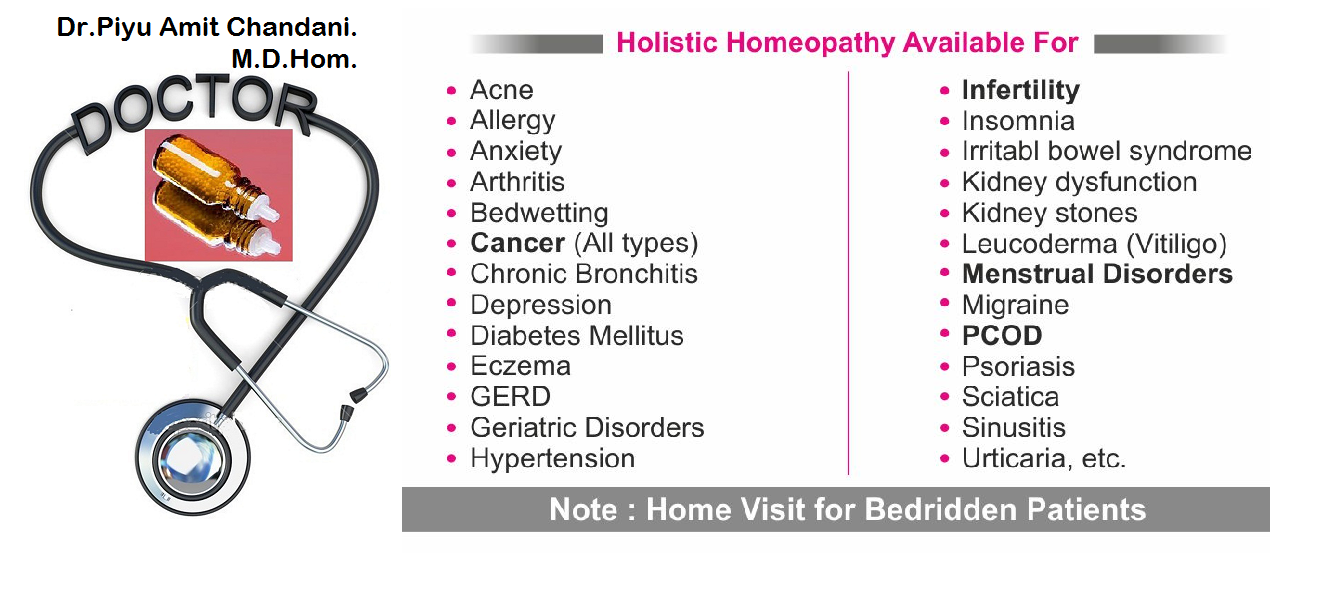 Dr.Piyu Amit Chandani.
M.D.Hom.
DOCTOR
Holistic Homeopathy Available For
• Acne
• Allergy
• Anxiety
• Arthritis
• Bedwetting
• Cancer (All types)
• Chronic Bronchitis
• Depression
• Diabetes Mellitus
• Eczema
• GERD
• Geriatric Disorders
• Hypertension
• Infertility
• Insomnia
• Irritabl bowel syndrome
• Kidney dysfunction
• Kidney stones
• Leucoderma (Vitiligo)
• Menstrual Disorders
• Migraine
• PCOD
• Psoriasis
• Sciatica
• Sinusitis
• Urticaria, etc.
Note : Home Visit for Bedridden Patients